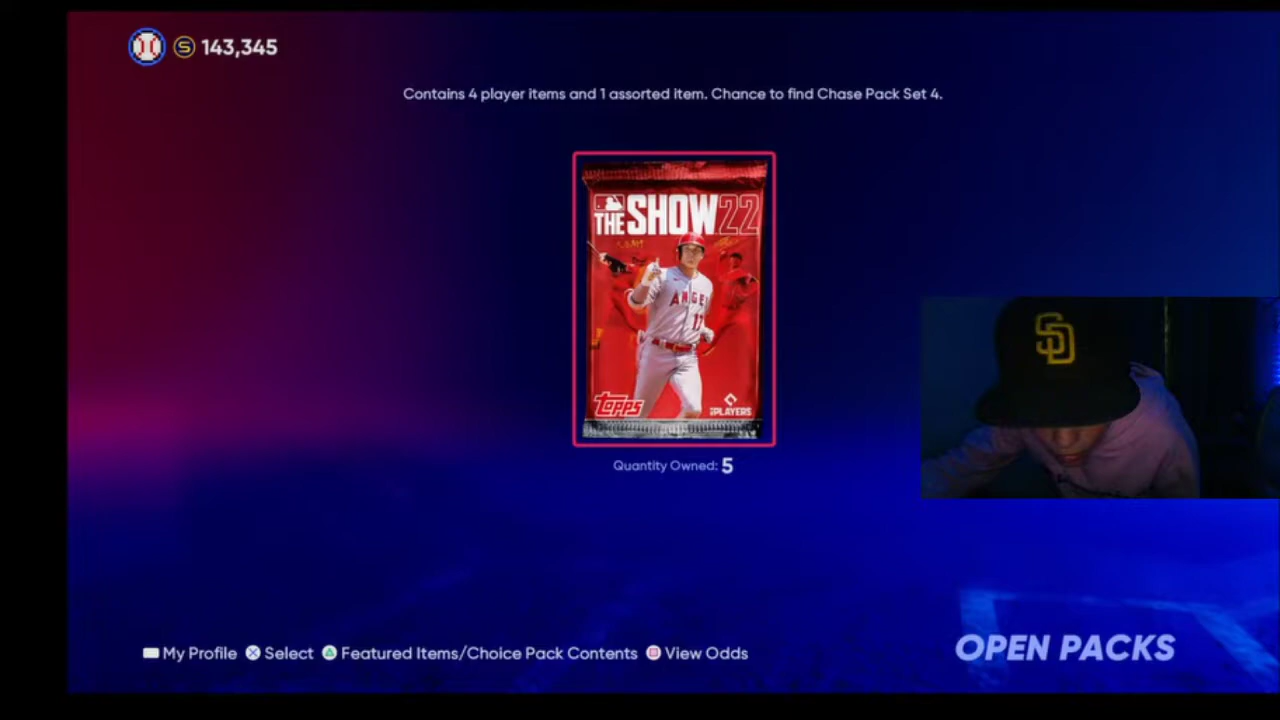 143,345
Contains 4 player items and 1 assorted item. Chance to find Chase Pack Set 4.
THE SHOW 22
ANGE
17
topps
PLAYERS
Quantity Owned: 5
SD
My Profile Select Featured Items/Choice Pack Contents View Odds
OPEN PACKS